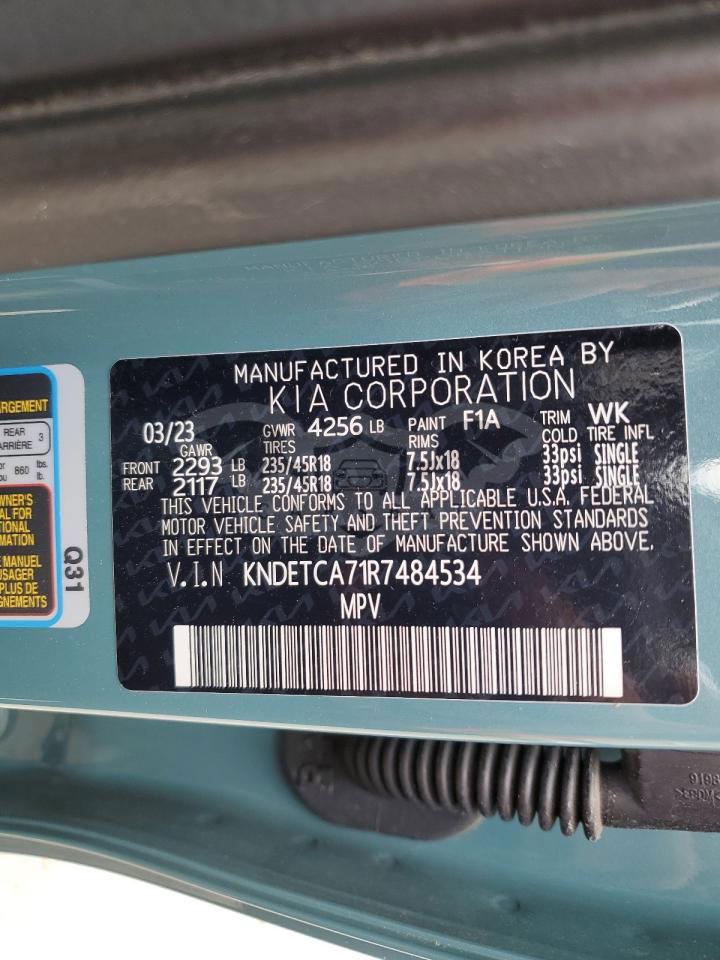 MANUFACTURED IN KOREA BY
KIA CORPORATION
03/23 GVWR 4256 LB PAINT F1A TRIM WK
GAWR TIRES RIMS COLD TIRE INFL
FRONT 2293 LB 235/45R18 7.5Jx18 33psi SINGLE
REAR 2117 LB 235/45R18 7.5Jx18 33psi SINGLE
THIS VEHICLE CONFORMS TO ALL APPLICABLE U.S.A. FEDERAL
MOTOR VEHICLE SAFETY AND THEFT PREVENTION STANDARDS
IN EFFECT ON THE DATE OF MANUFACTURE SHOWN ABOVE.
V.I.N KNDETCA71R7484534
MPV
REAR 3
860 lbs.
Q31
MANUEL
PLUS DE